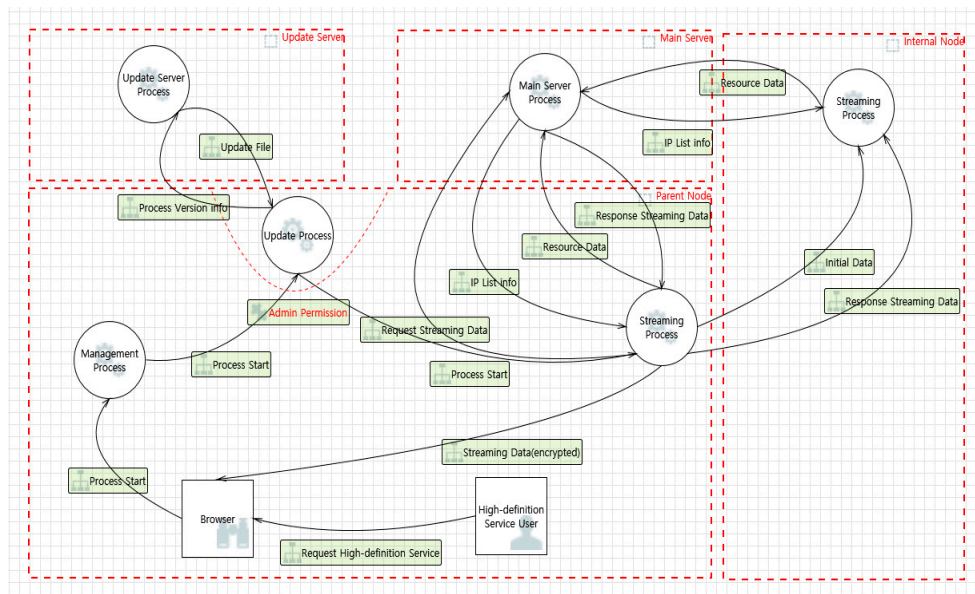 Update Server
Main Server
Internal Node
Update Server
Process
Main Server
Process
Resource Data
Streaming
Process
Update File
IP List info
Process Version info
Parent Node
Response Streaming Data
Update Process
Resource Data
Initial Data
IP List info
Response Streaming Data
Admin Permission
Request Streaming Data
Streaming
Process
Management
Process
Process Start
Process Start
Streaming Data(encrypted)
Process Start
Browser
High-definition
Service User
Request High-definition Service